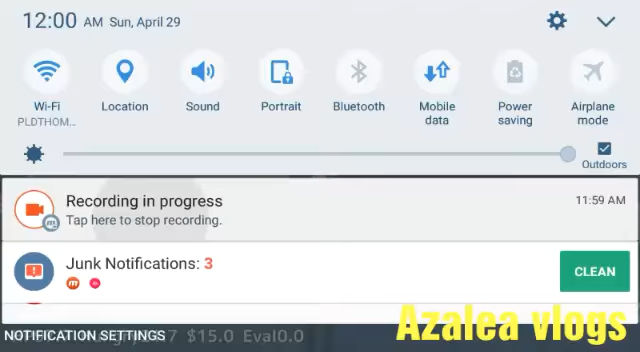 12:00 AM Sun, April 29
Wi-Fi
PLDTHOM...
Location
Sound
Portrait
Bluetooth
Mobile
data
Power
saving
Airplane
mode
Outdoors
Recording in progress
11:59 AM
Tap here to stop recording.
Junk Notifications: 3
CLEAN
NOTIFICATION SETTINGS
$15.0 Eval0.0
Azalea vlogs